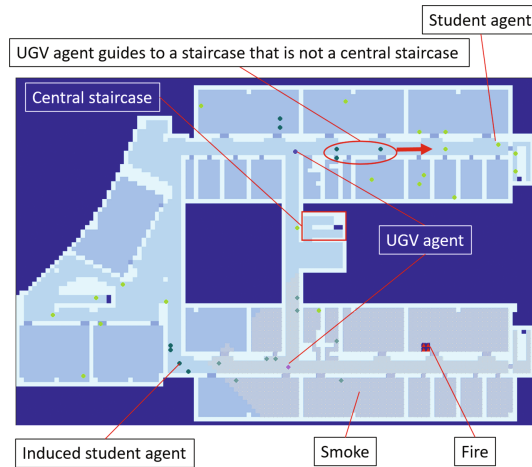 Student agent
UGV agent guides to a staircase that is not a central staircase
Central staircase
UGV agent
Induced student agent
Smoke
Fire